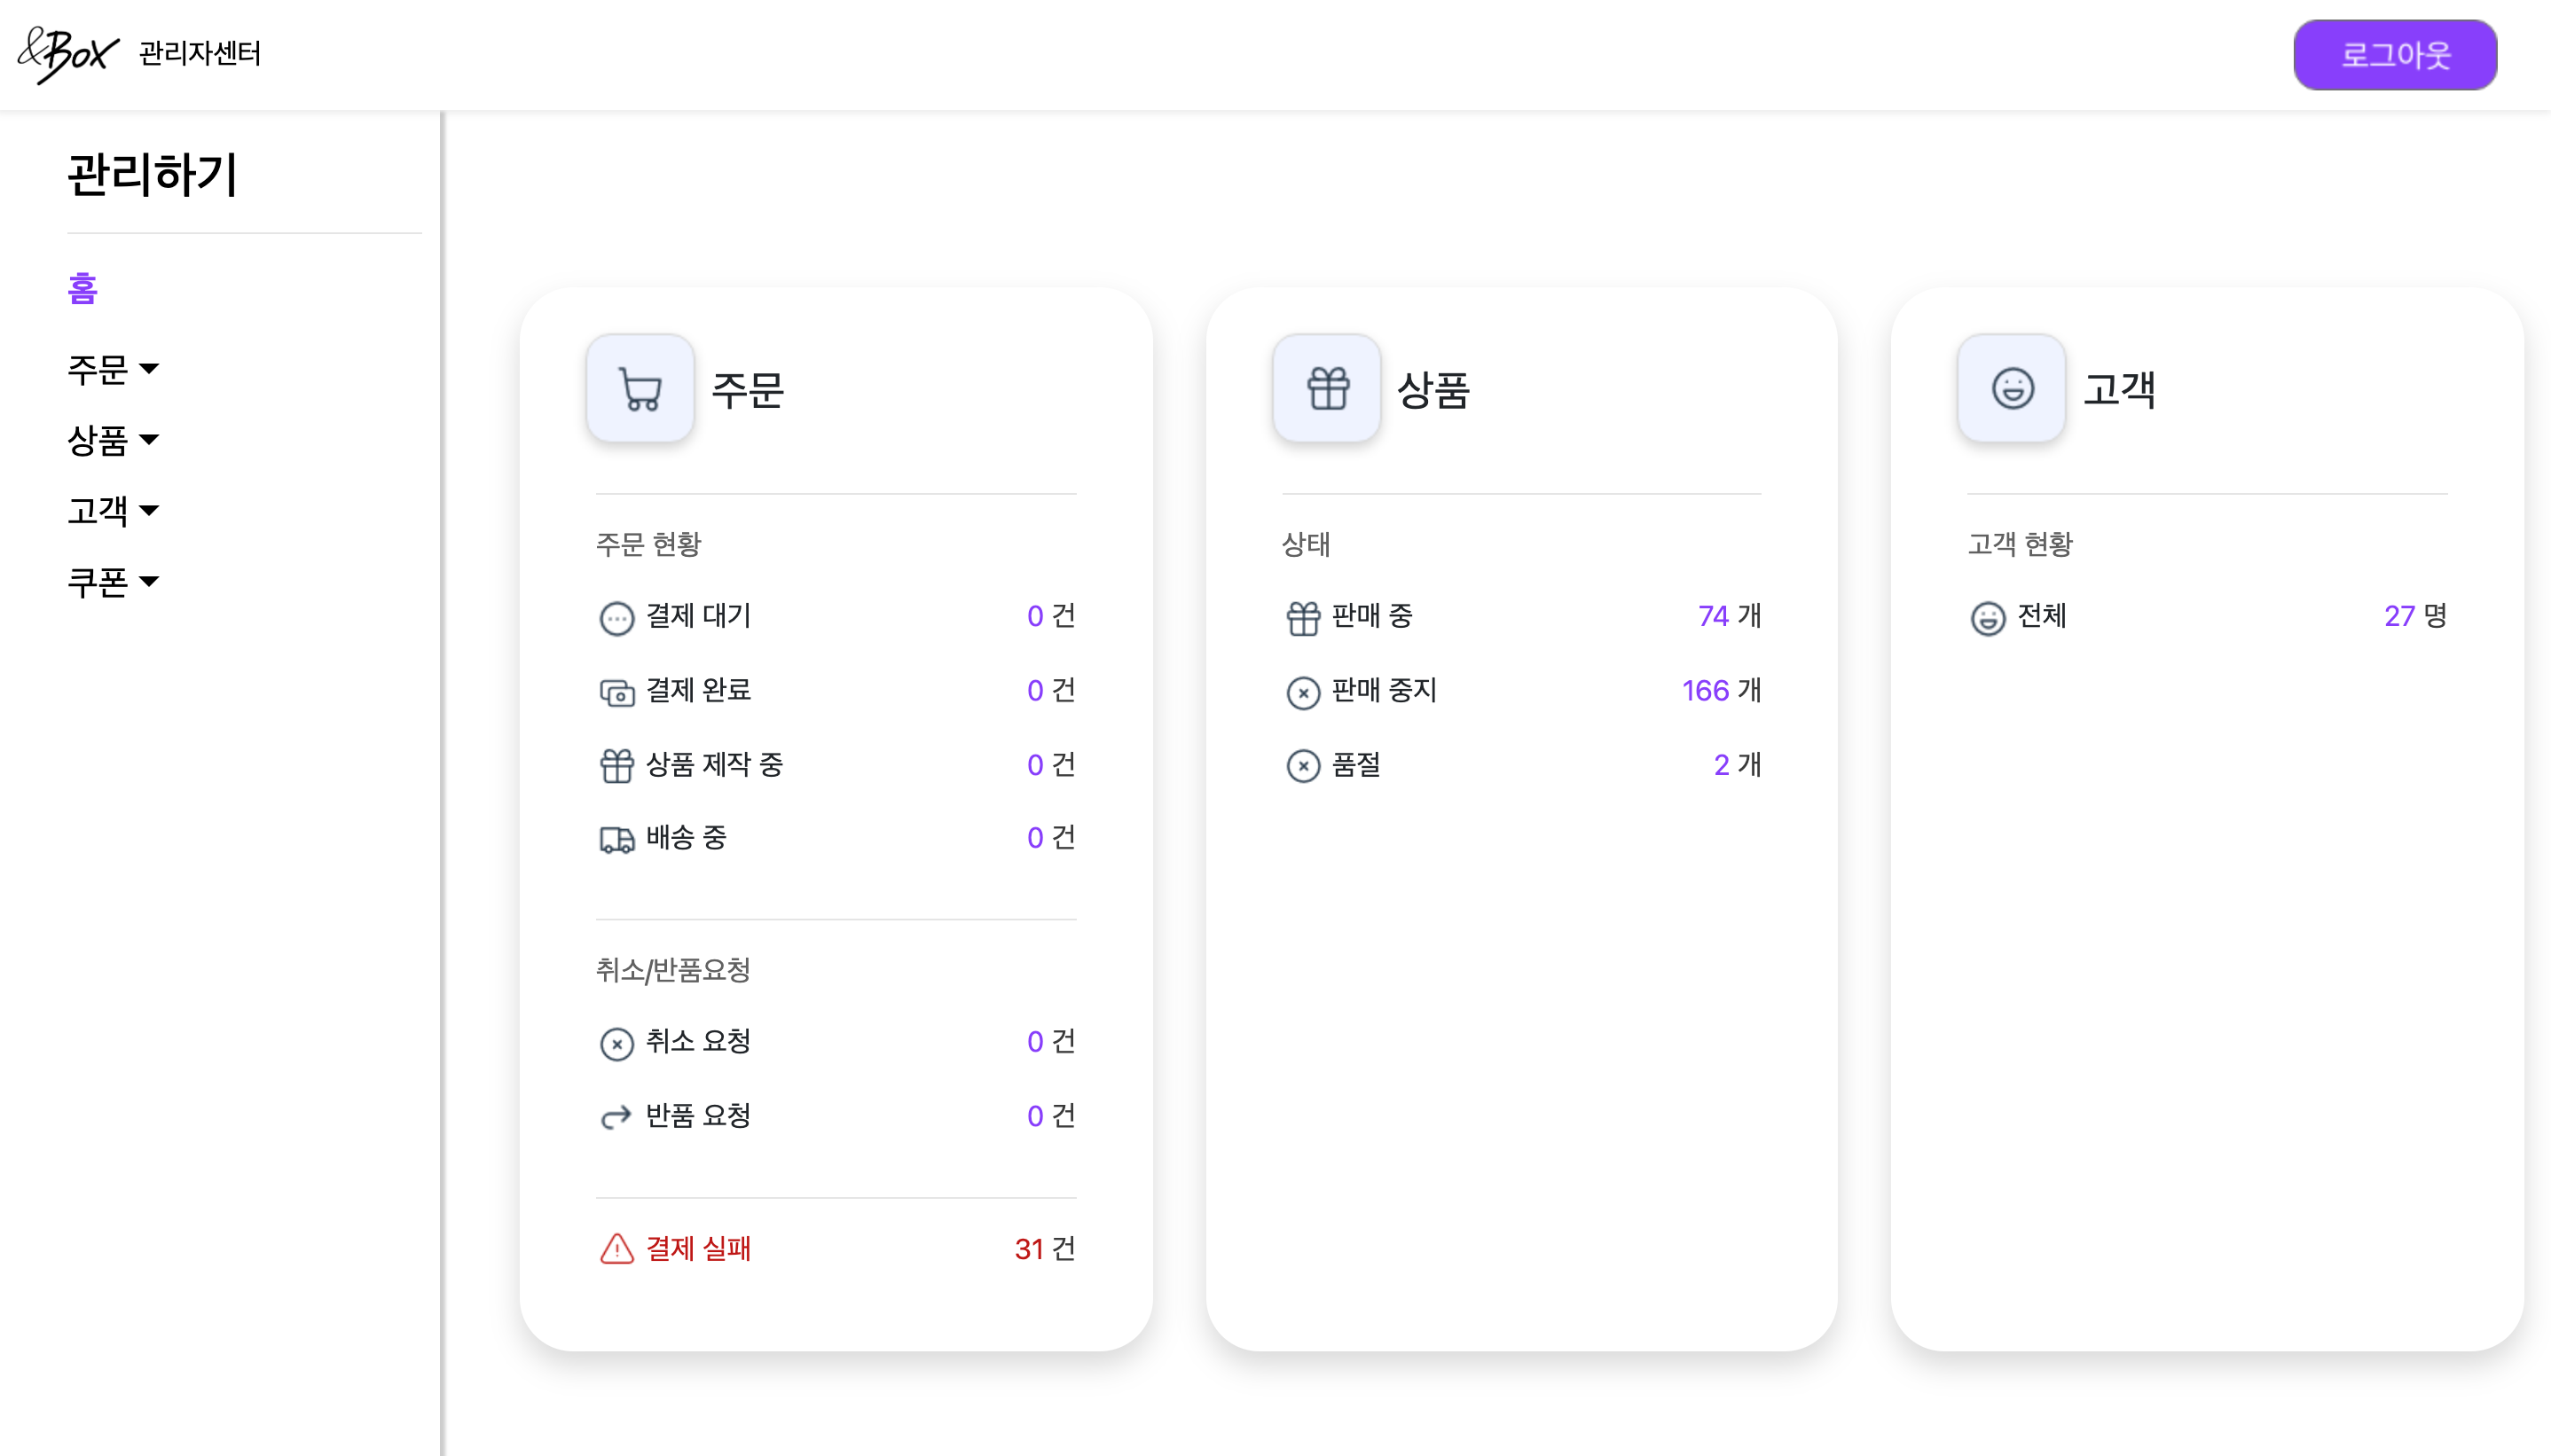 &Box 관리자센터
로그아웃
관리하기
홈
주문
상품
고객
쿠폰
주문
주문 현황
결제 대기 0 건
결제 완료 0 건
상품 제작 중 0 건
배송 중 0 건
취소/반품요청
취소 요청 0 건
반품 요청 0 건
결제 실패 31 건
상품
상태
판매 중 74 개
판매 중지 166 개
품절 2 개
고객
고객 현황
전체 27 명